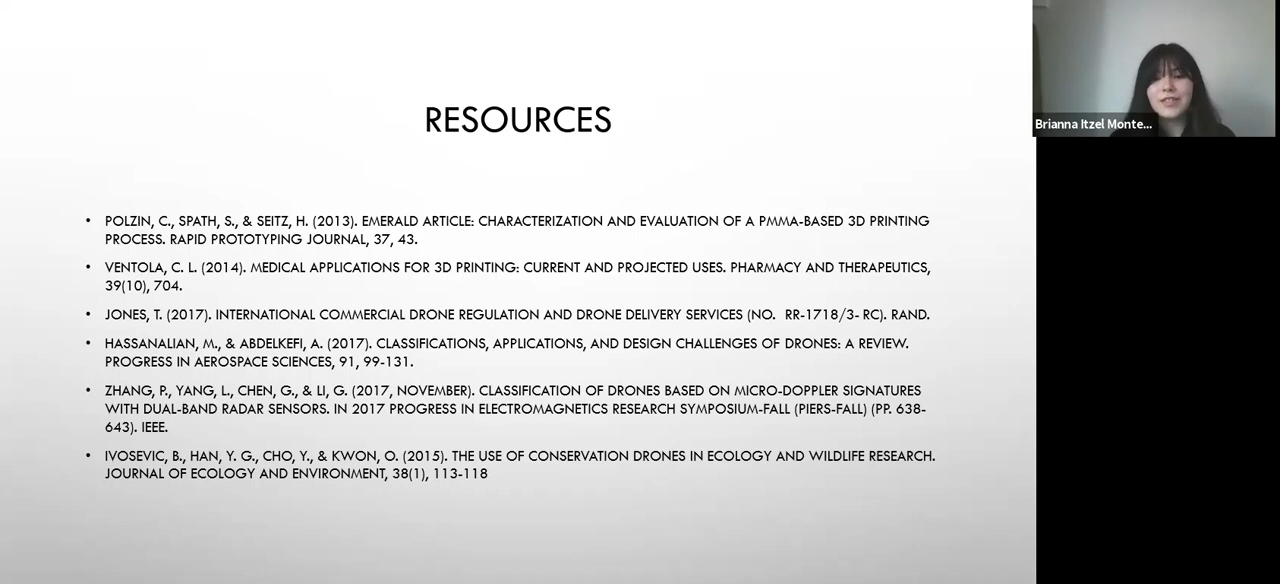 RESOURCES
• POLZIN, C., SPATH, S., & SEITZ, H. (2013). EMERALD ARTICLE: CHARACTERIZATION AND EVALUATION OF A PMMA-BASED 3D PRINTING
PROCESS. RAPID PROTOTYPING JOURNAL, 37, 43.
• VENTOLA, C. L. (2014). MEDICAL APPLICATIONS FOR 3D PRINTING: CURRENT AND PROJECTED USES. PHARMACY AND THERAPEUTICS,
39(10), 704.
• JONES, T. (2017). INTERNATIONAL COMMERCIAL DRONE REGULATION AND DRONE DELIVERY SERVICES (NO. RR-1718/3- RC). RAND.
• HASSANALIAN, M., & ABDELKEFI, A. (2017). CLASSIFICATIONS, APPLICATIONS, AND DESIGN CHALLENGES OF DRONES: A REVIEW.
PROGRESS IN AEROSPACE SCIENCES, 91, 99-131.
• ZHANG, P., YANG, L., CHEN, G., & LI, G. (2017, NOVEMBER). CLASSIFICATION OF DRONES BASED ON MICRO-DOPPLER SIGNATURES
WITH DUAL-BAND RADAR SENSORS. IN 2017 PROGRESS IN ELECTROMAGNETICS RESEARCH SYMPOSIUM-FALL (PIERS-FALL) (PP. 638-
643). IEEE.
• IVOSEVIC, B., HAN, Y. G., CHO, Y., & KWON, O. (2015). THE USE OF CONSERVATION DRONES IN ECOLOGY AND WILDLIFE RESEARCH.
JOURNAL OF ECOLOGY AND ENVIRONMENT, 38(1), 113-118
Brianna Itzel Monte...